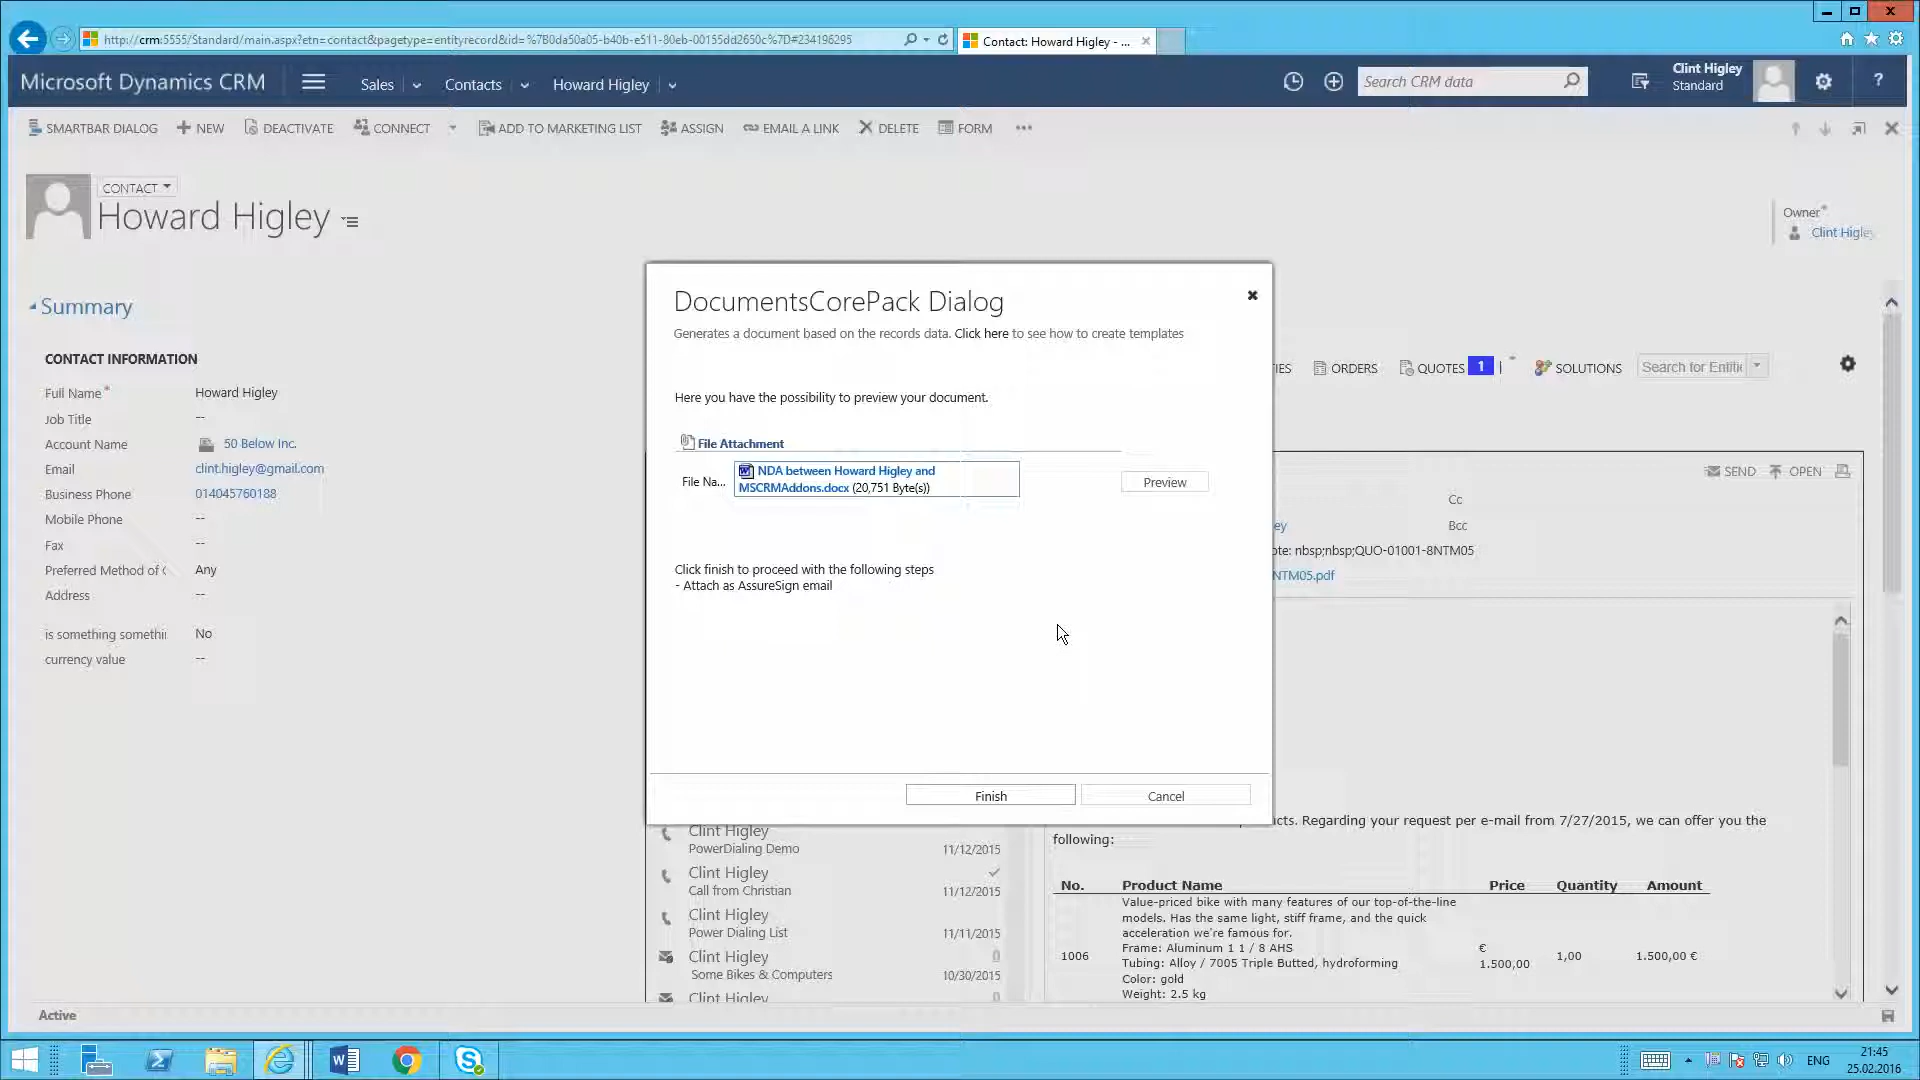 http://crm:5555/Standard/main.aspx?etn=contact&pagetype=entityrecord&id=%7B0da50a05-b40b-e511-80eb-00155dd2650c%7D#234196295
Contact: Howard Higley - ...
Microsoft Dynamics CRM
Sales
Contacts
Howard Higley
Search CRM data
Clint Higley
Standard
?
SMARTBAR DIALOG
NEW
DEACTIVATE
CONNECT
ADD TO MARKETING LIST
ASSIGN
EMAIL A LINK
DELETE
FORM
CONTACT
Howard Higley
Owner*
Clint Higley
Summary
CONTACT INFORMATION
Full Name* Howard Higley
Job Title --
Account Name 50 Below Inc.
Email clint.higley@gmail.com
Business Phone 014045760188
Mobile Phone --
Fax --
Preferred Method of Any
Address --
is something somethi No
currency value --
DocumentsCorePack Dialog
Generates a document based on the records data. Click here to see how to create templates
Here you have the possibility to preview your document.
File Attachment
File Na...
NDA between Howard Higley and
MSCRMAddons.docx (20,751 Byte(s))
Preview
Click finish to proceed with the following steps
- Attach as AssureSign email
Finish
Cancel
IES
ORDERS
QUOTES 1
SOLUTIONS
Search for Entiti
SEND
OPEN
Cc
ey
Bcc
ote: nbsp;nbsp;QUO-01001-8NTM05
NTM05.pdf
Clint Higley
PowerDialing Demo 11/12/2015
Clint Higley
Call from Christian 11/12/2015
Clint Higley
Power Dialing List 11/11/2015
Clint Higley
Some Bikes & Computers 10/30/2015
Clint Higley
cts. Regarding your request per e-mail from 7/27/2015, we can offer you the
following:
No. Product Name Price Quantity Amount
Value-priced bike with many features of our top-of-the-line
models. Has the same light, stiff frame, and the quick
acceleration we're famous for.
Frame: Aluminum 1 1 / 8 AHS
Tubing: Alloy / 7005 Triple Butted, hydroforming
Color: gold
Weight: 2.5 kg
1006
€
1.500,00
1,00
1.500,00 €
Active
ENG
21:45
25.02.2016